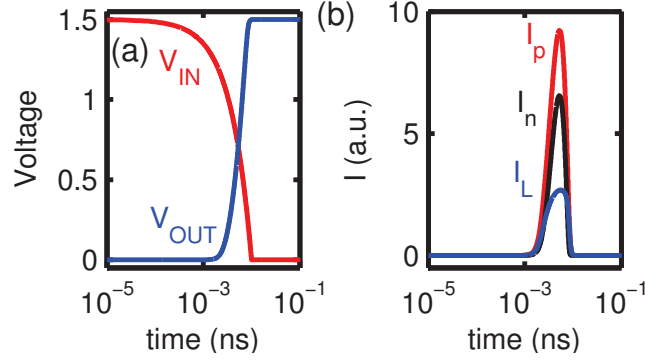 (a)
Voltage
1.5
1
0.5
0
V_IN
V_OUT
10^−5
10^−3
10^−1
time (ns)
(b)
I (a.u.)
10
5
0
I_p
I_n
I_L
10^−5
10^−3
10^−1
time (ns)